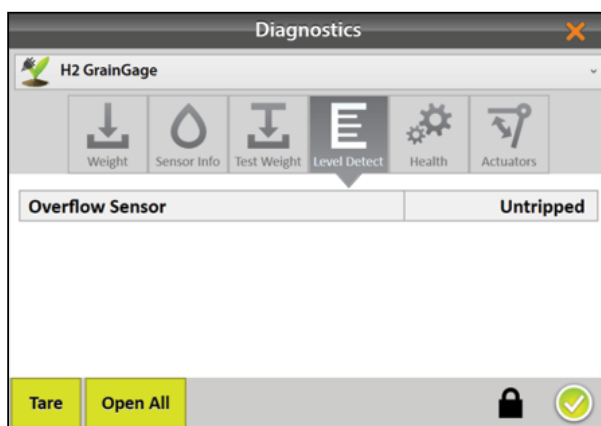 Diagnostics
H2 GrainGage
Weight Sensor Info Test Weight Level Detect Health Actuators
Overflow Sensor Untripped
Tare Open All